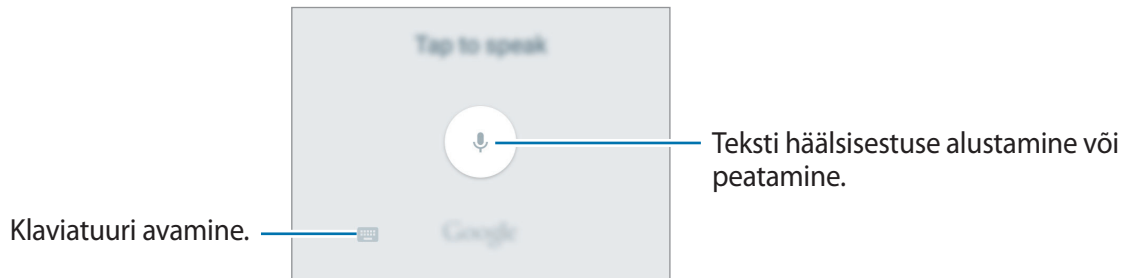 Tap to speak
Teksti häälsisestuse alustamine või
peatamine.
Klaviatuuri avamine.
Google